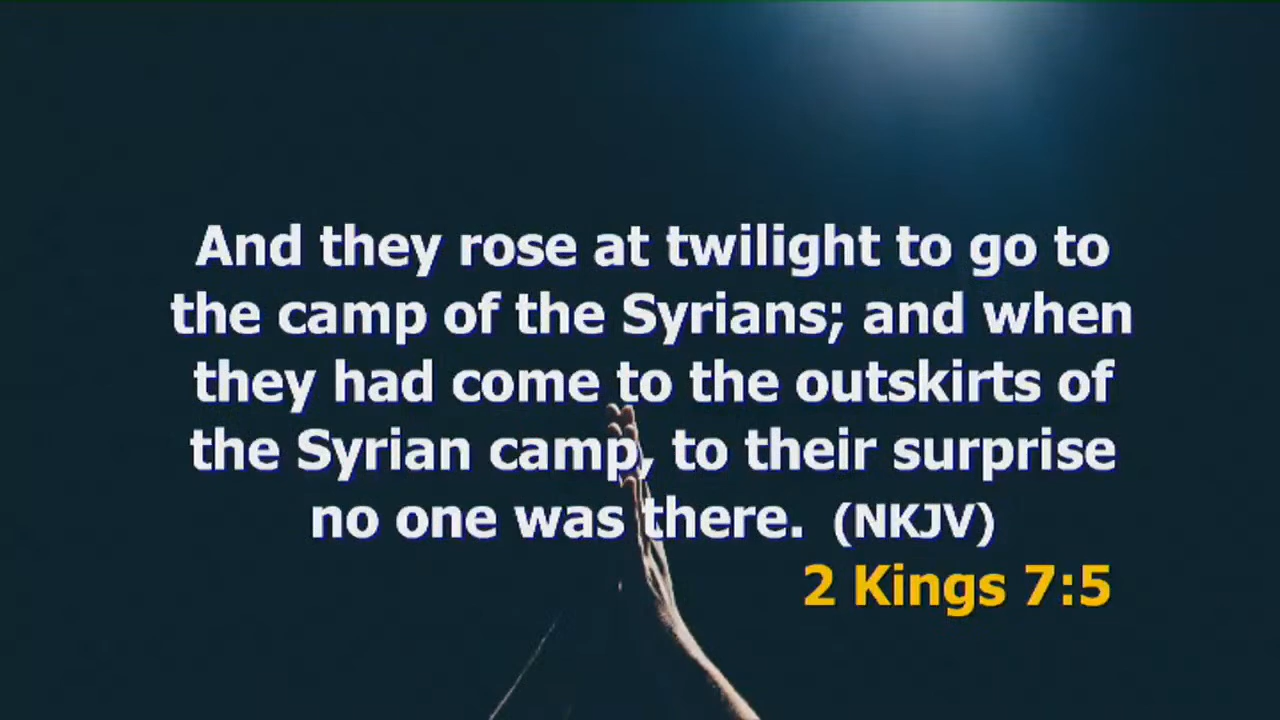 And they rose at twilight to go to
the camp of the Syrians; and when
they had come to the outskirts of
the Syrian camp, to their surprise
no one was there. (NKJV)
2 Kings 7:5